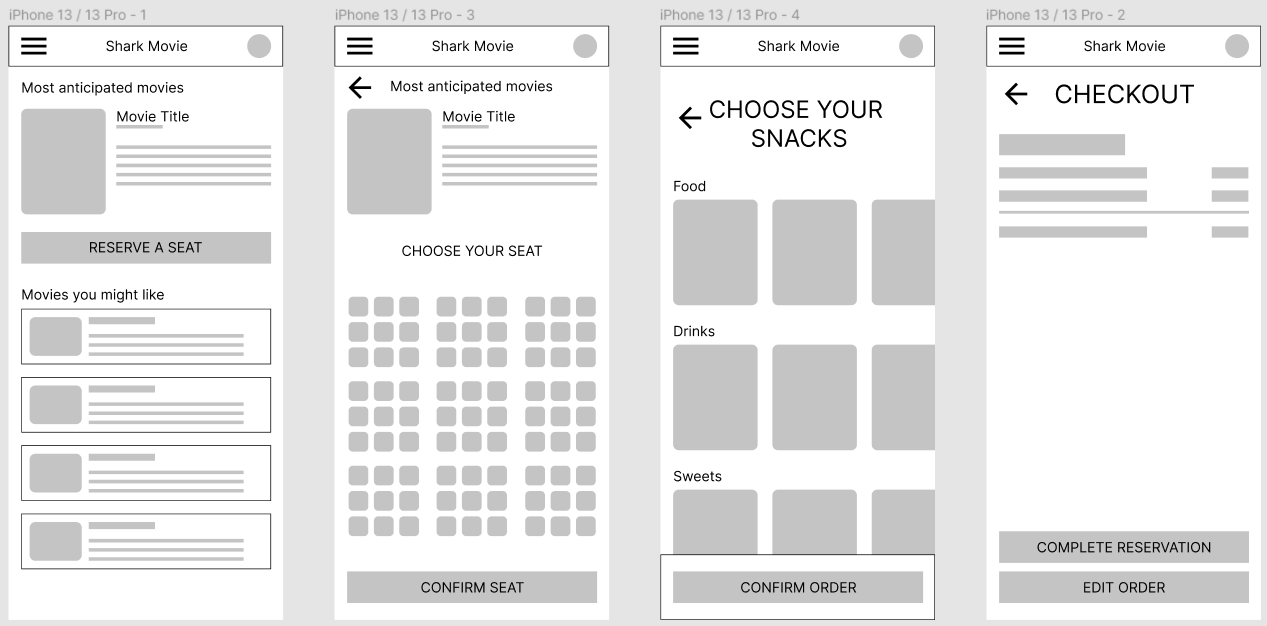 iPhone 13 / 13 Pro - 1
Shark Movie
Most anticipated movies
Movie Title
RESERVE A SEAT
Movies you might like
iPhone 13 / 13 Pro - 3
Shark Movie
Most anticipated movies
Movie Title
CHOOSE YOUR SEAT
CONFIRM SEAT
iPhone 13 / 13 Pro - 4
Shark Movie
CHOOSE YOUR
SNACKS
Food
Drinks
Sweets
CONFIRM ORDER
iPhone 13 / 13 Pro - 2
Shark Movie
CHECKOUT
COMPLETE RESERVATION
EDIT ORDER